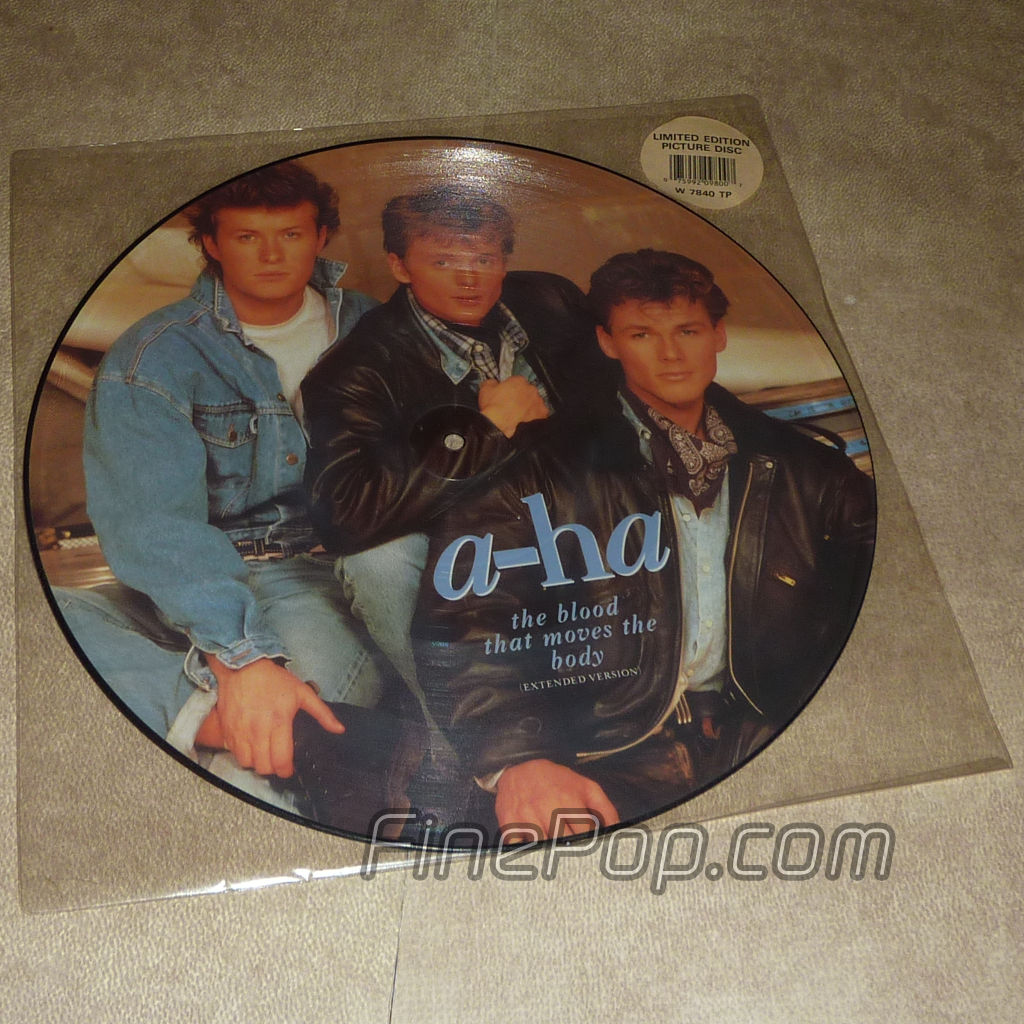 LIMITED EDITION
PICTURE DISC
W 7840 TP
a-ha
the blood
that moves the
body
(EXTENDED VERSION)
FinePop.com